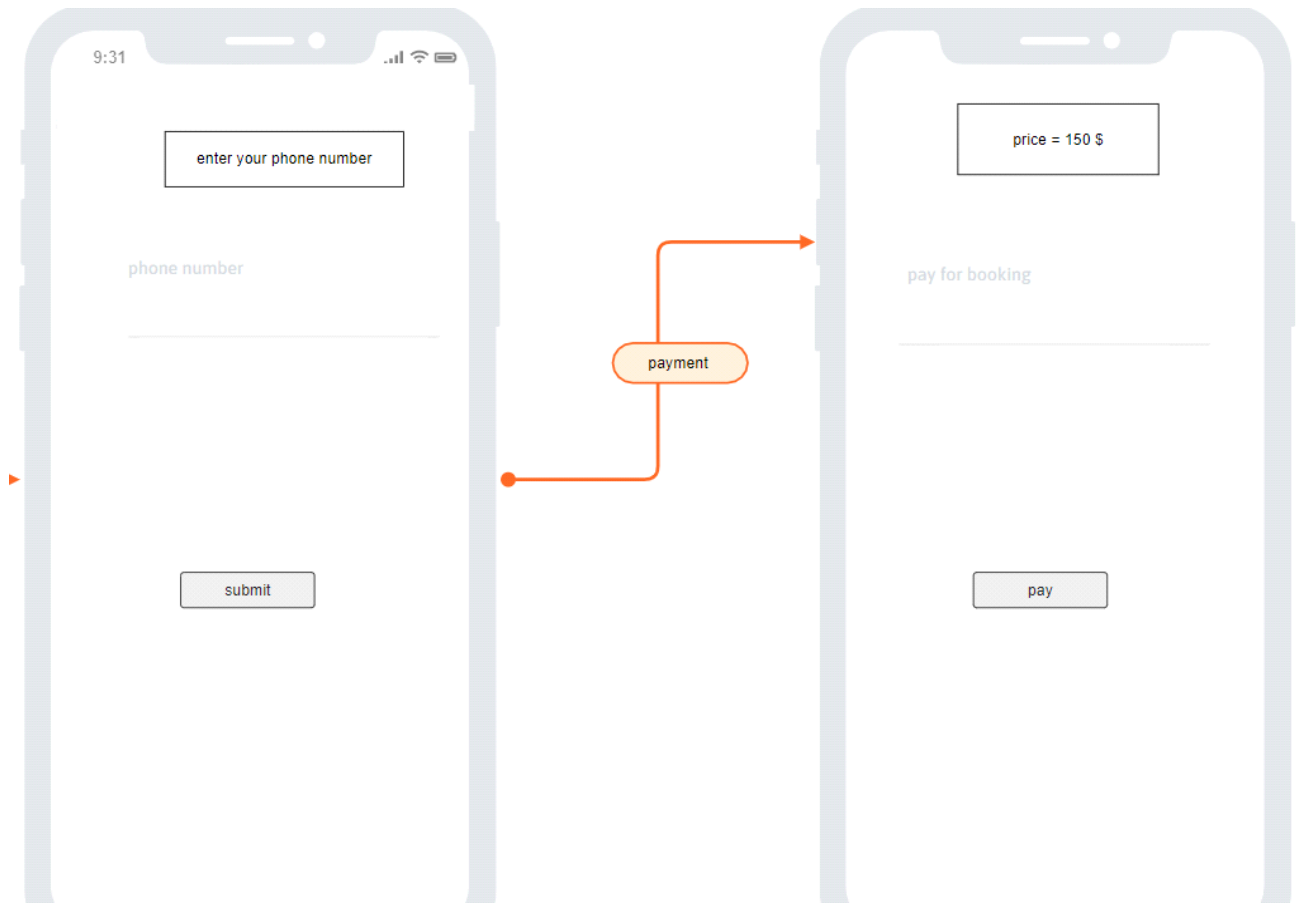 9:31
enter your phone number
phone number
submit
payment
price = 150 $
pay for booking
pay